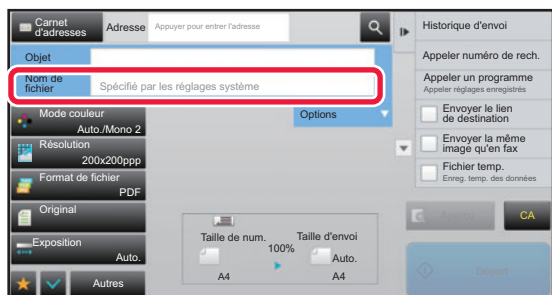 Carnet
d'adresses
Adresse
Appuyer pour entrer l'adresse
Objet
Nom de
fichier
Spécifié par les réglages système
Mode couleur
Auto./Mono 2
Options
Résolution
200x200ppp
Format de fichier
PDF
Original
Exposition
Auto.
Autres
Taille de num.
100%
Taille d'envoi
Auto.
A4
A4
Historique d'envoi
Appeler numéro de rech.
Appeler un programme
Appeler réglages enregistrés
Envoyer le lien
de destination
Envoyer la même
image qu'en fax
Fichier temp.
Enreg. temp. des données
Aperçu
CA
Départ